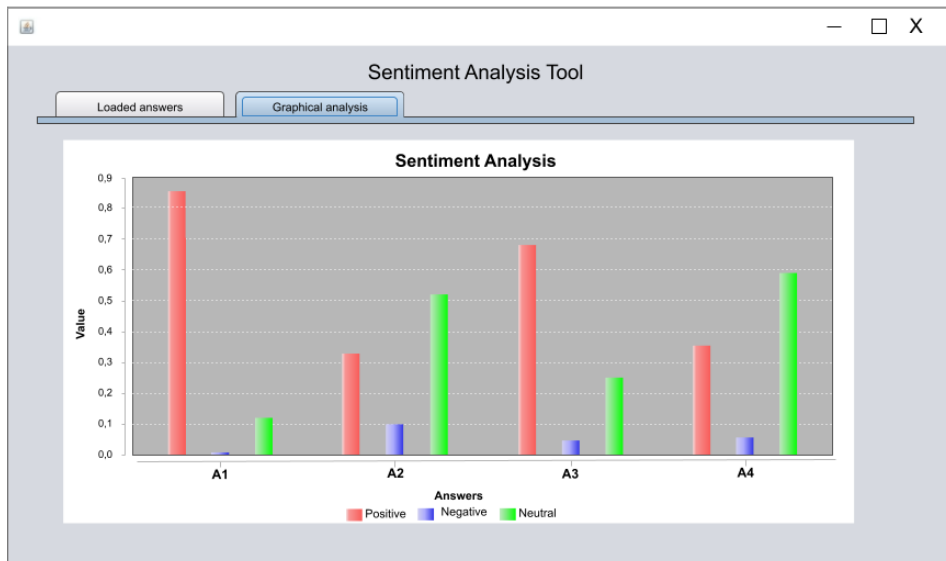 X
Sentiment Analysis Tool
Loaded answers
Graphical analysis
Sentiment Analysis
0,9
0,8
0,7
0,6
0,5
0,4
0,3
0,2
0,1
0,0
Value
A1 A2 A3 A4
Answers
Positive Negative Neutral